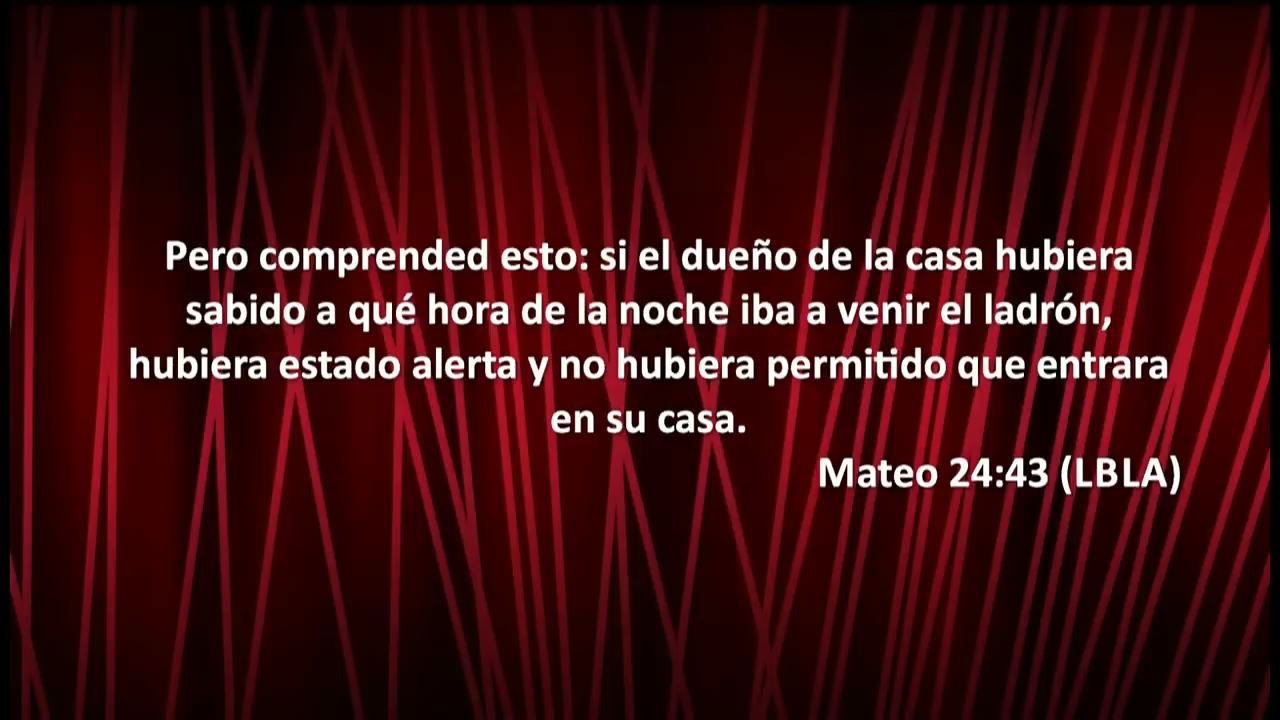 Pero comprended esto: si el dueño de la casa hubiera
sabido a qué hora de la noche iba a venir el ladrón,
hubiera estado alerta y no hubiera permitido que entrara
en su casa.
Mateo 24:43 (LBLA)